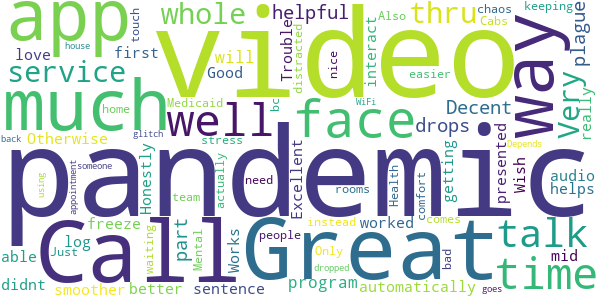 app
video
whole
helpful
thru
Also
touch
house
love
first
chaos
Cabs
keeping
plague
way
service
Good
will
Trouble
distracted
nice
interact
easier
much
home
Medicaid
well
bc
face
WiFi
drops
Decent
Very
really
back
glitch
Otherwise
stress
actually
Excellent
getting
presented
Wish
audio
helps
Depends
pandemic
Honestly
someone
using
appointment
freeze
team
need
rooms
Health
comfort
instead
worked
comes
Call
Great
talk
time
able
log
part
waiting
Mental
Works
people
Only
mid
didnt
Just
better
sentence
dropped
program
automatically
bad
smoother
goes